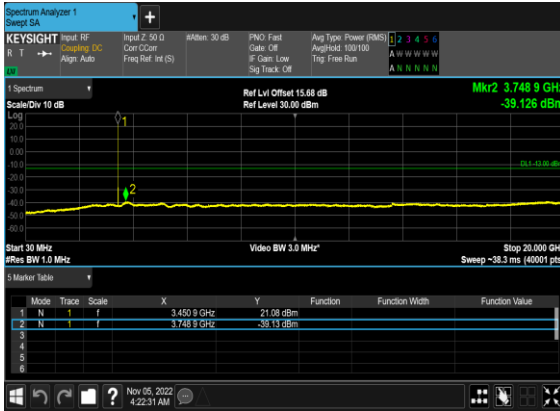 Spectrum Analyzer 1
Swept SA
+
KEYSIGHT
R T
Input: RF
Coupling: DC
Align: Auto
Input Z: 50 Ω
Corr CCorr
Freq Ref: Int (S)
#Atten: 30 dB
PNO: Fast
Gate: Off
IF Gain: Low
Sig Track: Off
Avg Type: Power (RMS)
Avg|Hold: 100/100
Trig: Free Run
1 2 3 4 5 6
A W W W W W
A N N N N N
1 Spectrum
Scale/Div 10 dB
Ref Lvl Offset 15.68 dB
Ref Level 30.00 dBm
Mkr2 3.748 9 GHz
-39.126 dBm
Log
20.0
10.0
0.00
-10.0
-20.0
-30.0
-40.0
-50.0
-60.0
1
2
DL1 -13.00 dBm
Start 30 MHz
#Res BW 1.0 MHz
Video BW 3.0 MHz*
Stop 20.000 GHz
Sweep ~38.3 ms (40001 pts)
5 Marker Table
Mode Trace Scale X Y Function Function Width Function Value
1 N 1 f 3.450 9 GHz 21.08 dBm
2 N 1 f 3.748 9 GHz -39.13 dBm
3
4
5
6
?
Nov 05, 2022
4:22:31 AM